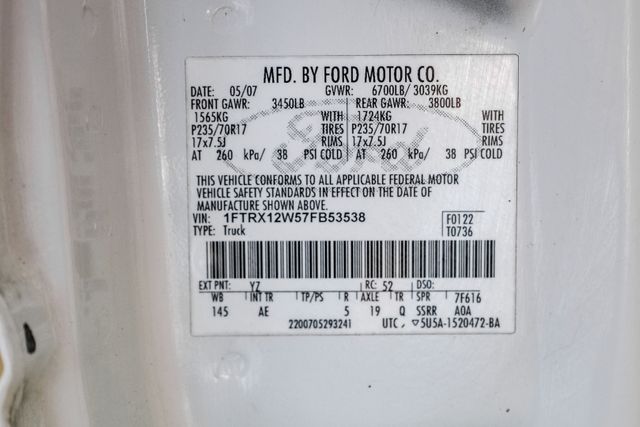 MFD. BY FORD MOTOR CO.
DATE: 05/07 GVWR: 6700LB/ 3039KG
FRONT GAWR: 3450LB REAR GAWR: 3800LB
1565KG WITH 1724KG WITH
P235/70R17 TIRES P235/70R17 TIRES
17x7.5J RIMS 17x7.5J RIMS
AT 260 kPa/ 38 PSI COLD AT 260 kPa/ 38 PSI COLD
THIS VEHICLE CONFORMS TO ALL APPLICABLE FEDERAL MOTOR
VEHICLE SAFETY STANDARDS IN EFFECT ON THE DATE OF
MANUFACTURE SHOWN ABOVE.
VIN: 1FTRX12W57FB53538 F0122
TYPE: Truck T0736
EXT PNT: YZ RC: 52 DSO:
WB INT TR TP/PS R AXLE TR SPR 7F616
145 AE 5 19 Q SSRR A0A
2200705293241 UTC ▽5U5A-1520472-BA
Ford